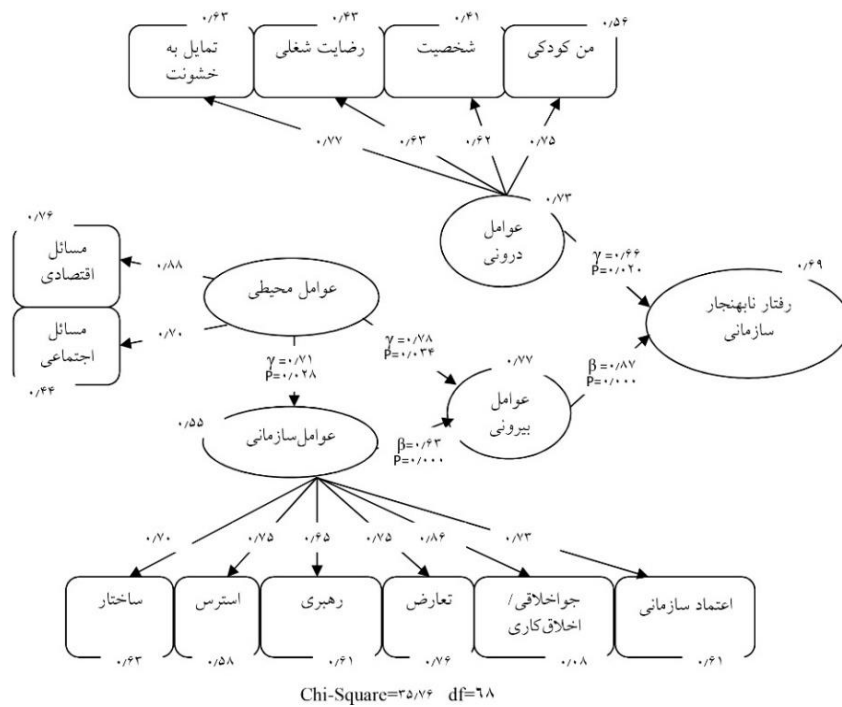 ۰/۶۳ ۰/۴۳ ۰/۴۱ ۰/۵۶
تمایل به خشونت
رضایت شغلی
شخصیت
من کودکی
۰/۷۷ ۰/۶۳ ۰/۶۲ ۰/۷۵
۰/۷۳
عوامل
درونی
γ=۰/۶۶
P=۰/۰۲۰
۰/۶۹
رفتار نابهنجار
سازمانی
۰/۷۶
مسائل
اقتصادی
۰/۸۸
عوامل محیطی
مسائل
اجتماعی
۰/۷۰
۰/۴۴
γ=۰/۷۱
P=۰/۰۲۸
γ=۰/۷۸
P=۰/۰۳۴
۰/۷۷
عوامل
بیرونی
β=۰/۸۷
P=۰/۰۰۰
۰/۵۵
عوامل سازمانی
β=۰/۶۳
P=۰/۰۰۰
۰/۷۰ ۰/۷۵ ۰/۶۵ ۰/۷۵ ۰/۸۶ ۰/۷۳
ساختار
استرس
رهبری
تعارض
جواخلاقی/
اخلاق‌کاری
اعتماد سازمانی
۰/۶۳ ۰/۵۸ ۰/۶۱ ۰/۷۶ ۰/۰۸ ۰/۶۱
Chi-Square=۳۵٫۷۶ df=٦٨